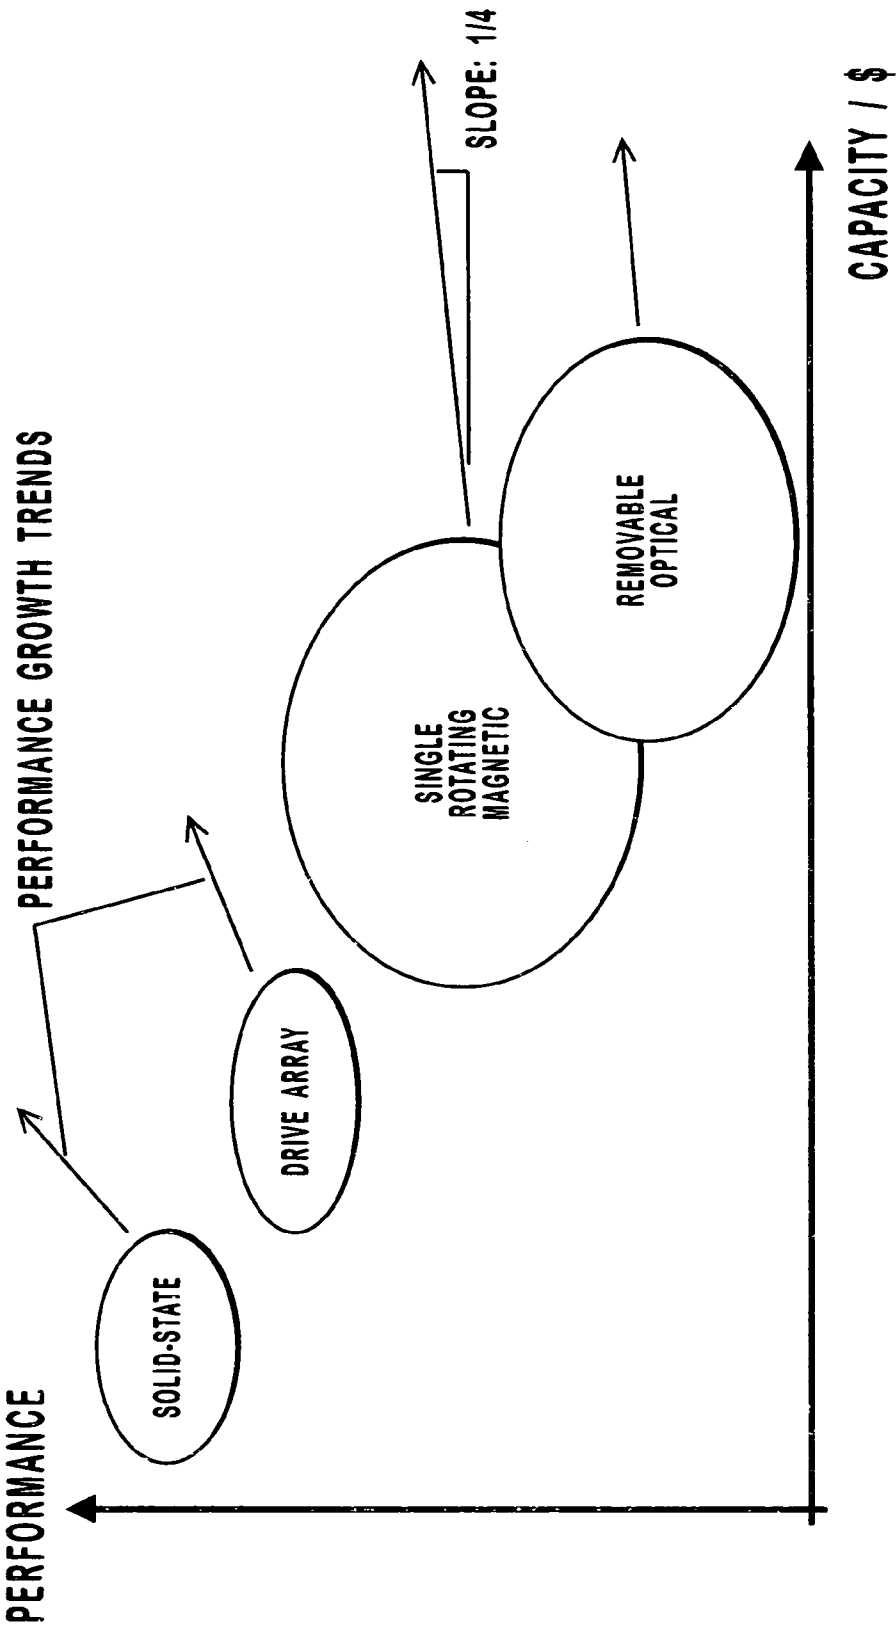 PERFORMANCE
PERFORMANCE GROWTH TRENDS
SOLID-STATE
DRIVE ARRAY
SINGLE
ROTATING
MAGNETIC
SLOPE: 1/4
REMOVABLE
OPTICAL
CAPACITY / $